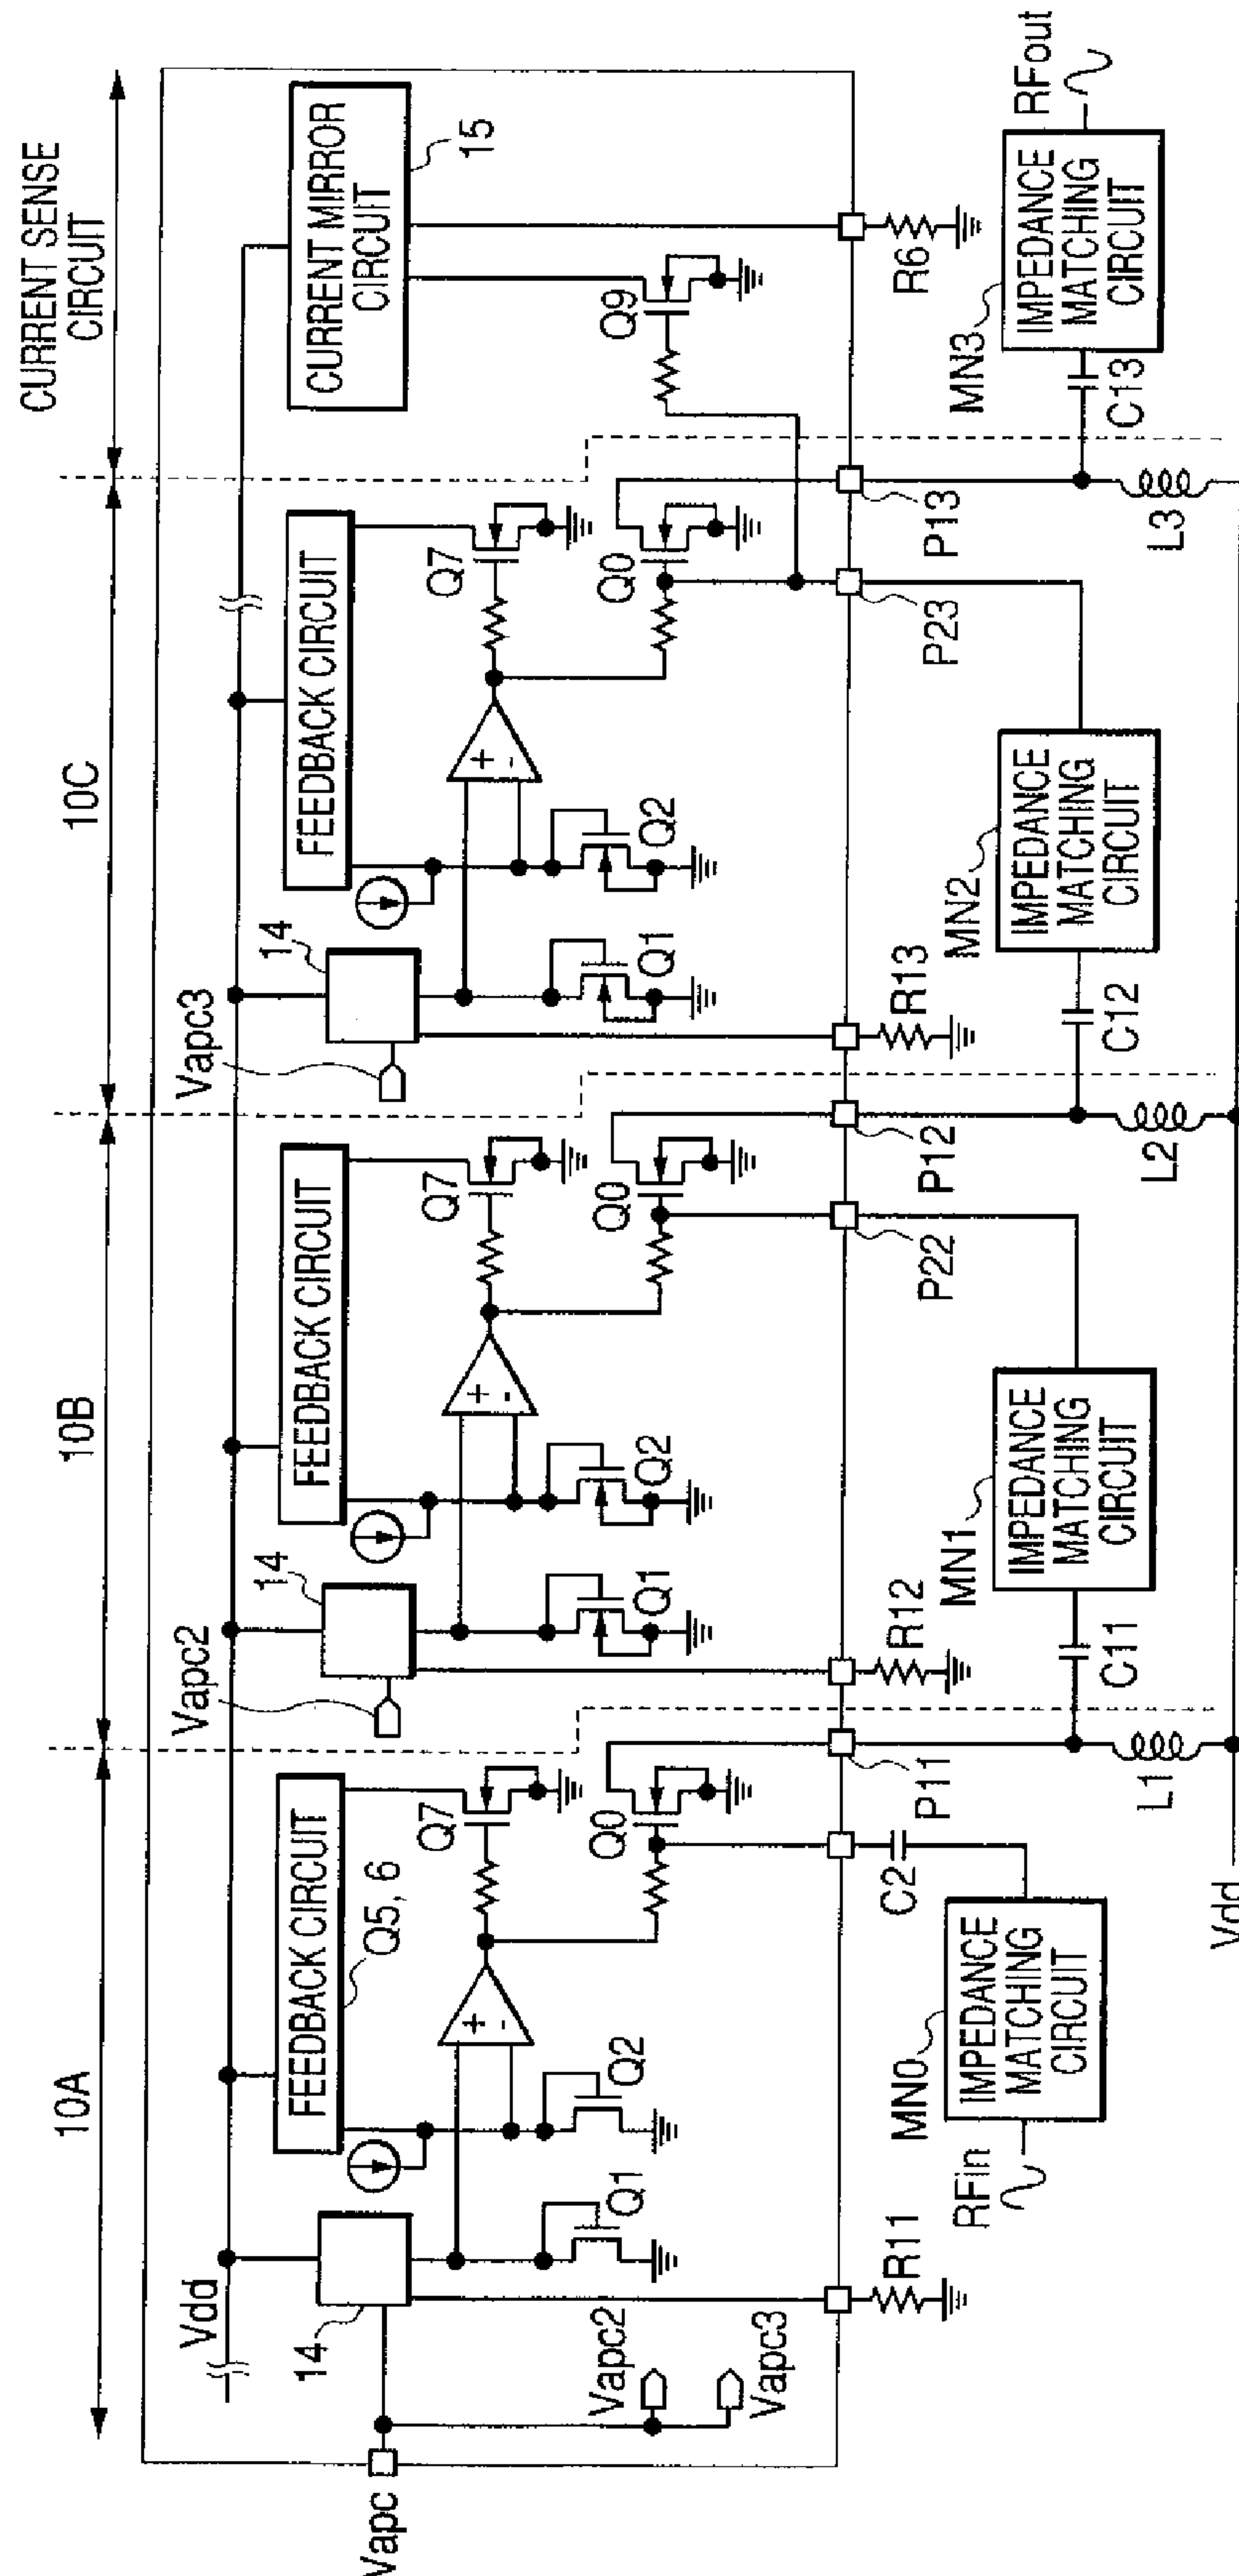 10A
10B
10C
CURRENT SENSE
CIRCUIT
Vdd
14
FEEDBACK CIRCUIT
Q5, 6
Vapc
Vapc2
Vapc3
Q1
Q2
+
-
Q7
Q0
R11
P11
C2
RFin
MN0
IMPEDANCE
MATCHING
CIRCUIT
L1
Vdd
Vapc2
14
FEEDBACK CIRCUIT
Q1
Q2
+
-
Q7
Q0
R12
P22
P12
C11
MN1
IMPEDANCE
MATCHING
CIRCUIT
L2
Vapc3
14
FEEDBACK CIRCUIT
Q1
Q2
+
-
Q7
Q0
R13
P23
P13
C12
MN2
IMPEDANCE
MATCHING
CIRCUIT
L3
CURRENT MIRROR
CIRCUIT
15
Q9
R6
C13
MN3
IMPEDANCE
MATCHING
CIRCUIT
RFout